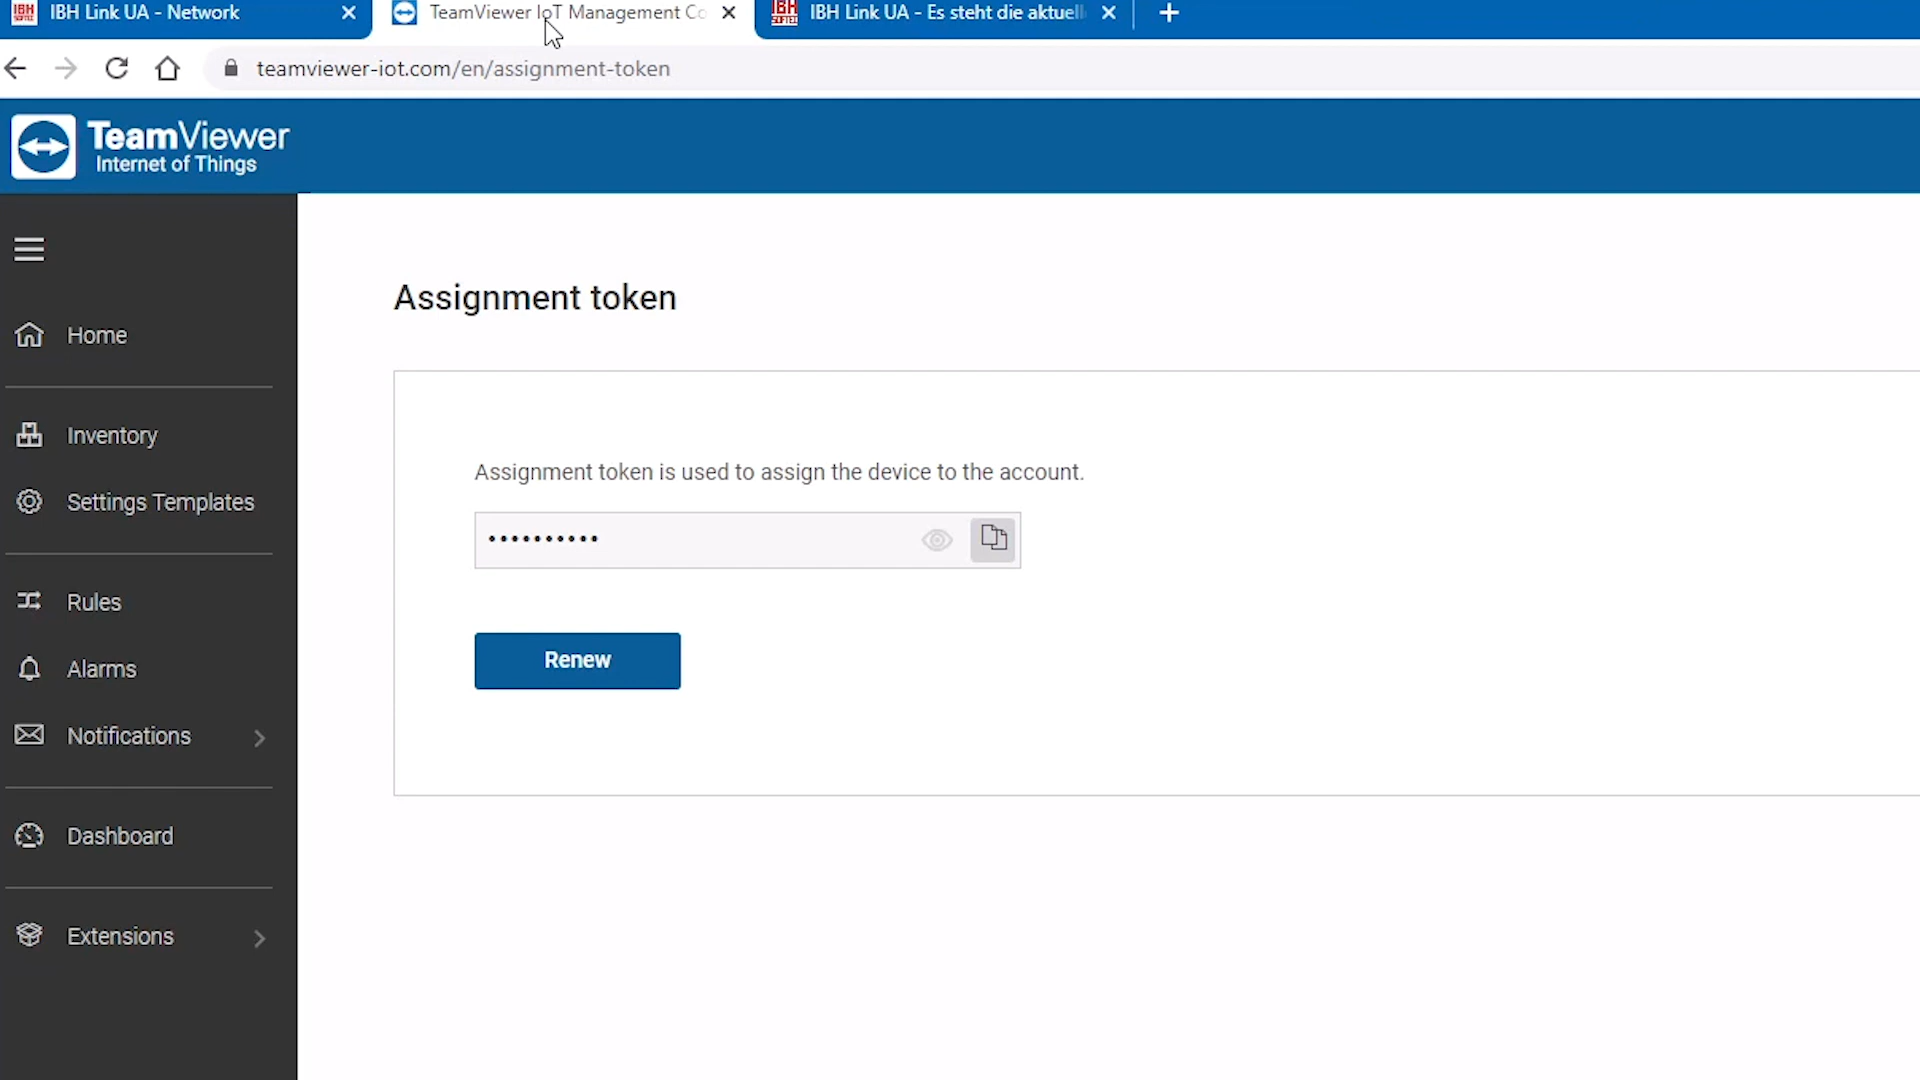 IBH Link UA - Network
TeamViewer IoT Management Co
IBH Link UA - Es steht die aktuell
teamviewer-iot.com/en/assignment-token
TeamViewer
Internet of Things
Home
Inventory
Settings Templates
Rules
Alarms
Notifications
Dashboard
Extensions
Assignment token
Assignment token is used to assign the device to the account.
••••••••••
Renew